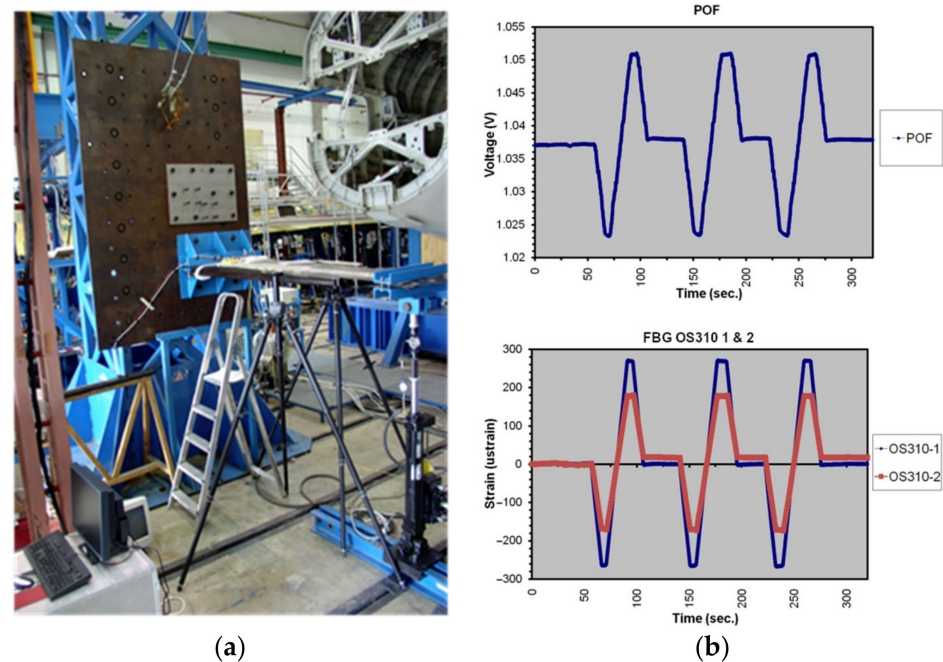 POF
Voltage (V)
1.055
1.05
1.045
1.04
1.035
1.03
1.025
1.02
0
50
100
150
200
250
300
Time (sec.)
POF
FBG OS310 1 & 2
Strain (ustrain)
300
200
100
0
−100
−200
−300
0
50
100
150
200
250
300
Time (sec.)
OS310-1
OS310-2
(a)
(b)